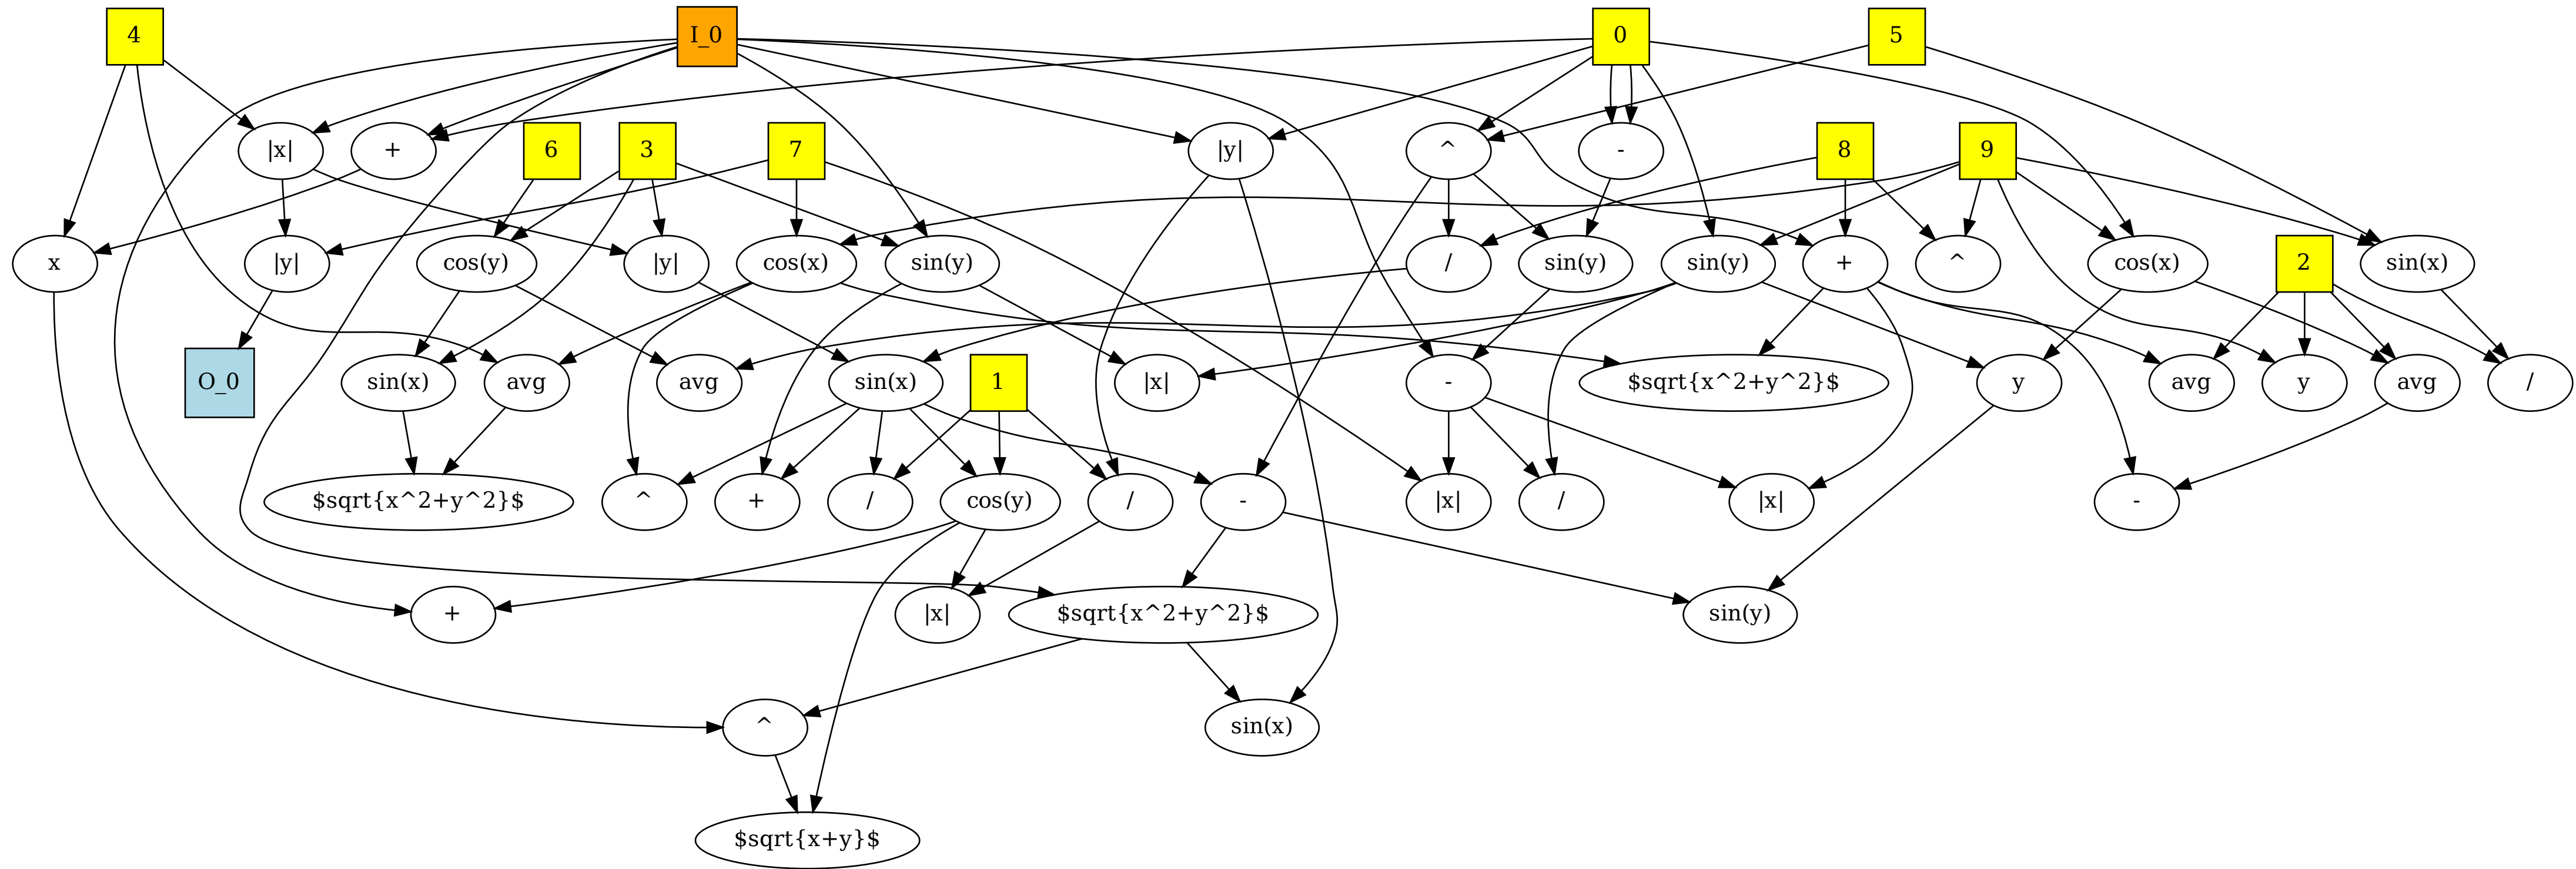 4
I_0
0
5
|x|
+
6
3
7
|y|
^
-
8
9
x
|y|
cos(y)
|y|
cos(x)
sin(y)
/
sin(y)
sin(y)
+
^
cos(x)
2
sin(x)
O_0
sin(x)
avg
avg
sin(x)
1
|x|
-
$sqrt{x^2+y^2}$
y
avg
y
avg
/
$sqrt{x^2+y^2}$
^
+
/
cos(y)
/
-
|x|
/
|x|
-
+
|x|
$sqrt{x^2+y^2}$
sin(y)
^
sin(x)
$sqrt{x+y}$